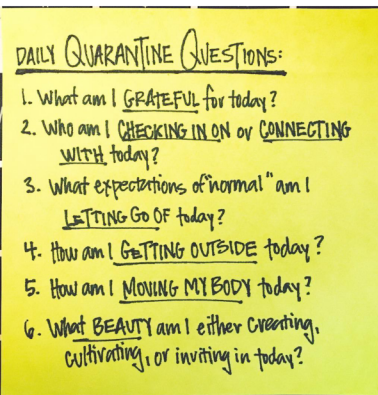 DAILY QUARANTINE QUESTIONS:
1. What am I GRATEFUL for today?
2. Who am I CHECKING IN ON or CONNECTING
WITH today?
3. What expectations of "normal" am I
LETTING GO OF today?
4. How am I GETTING OUTSIDE today?
5. How am I MOVING MY BODY today?
6. What BEAUTY am I either creating,
cultivating, or inviting in today?